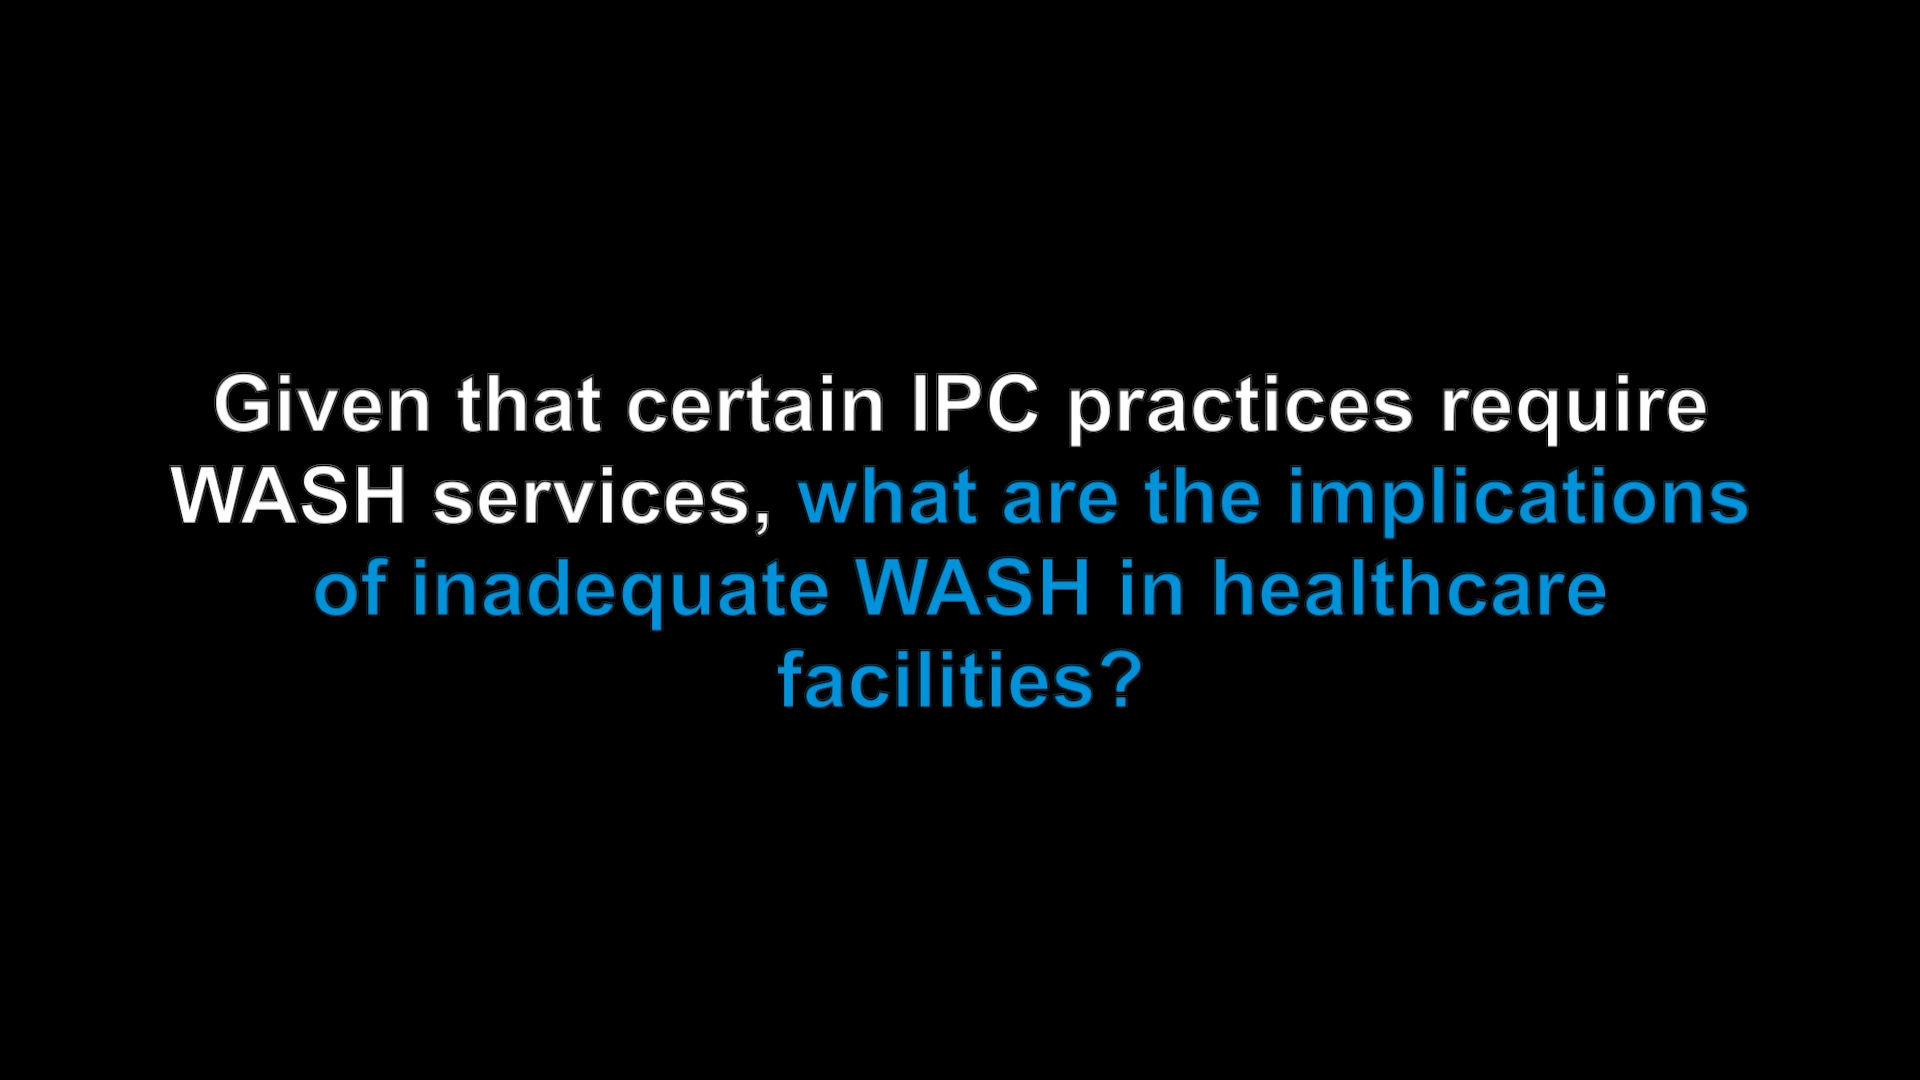 Given that certain IPC practices require
WASH services, what are the implications
of inadequate WASH in healthcare
facilities?